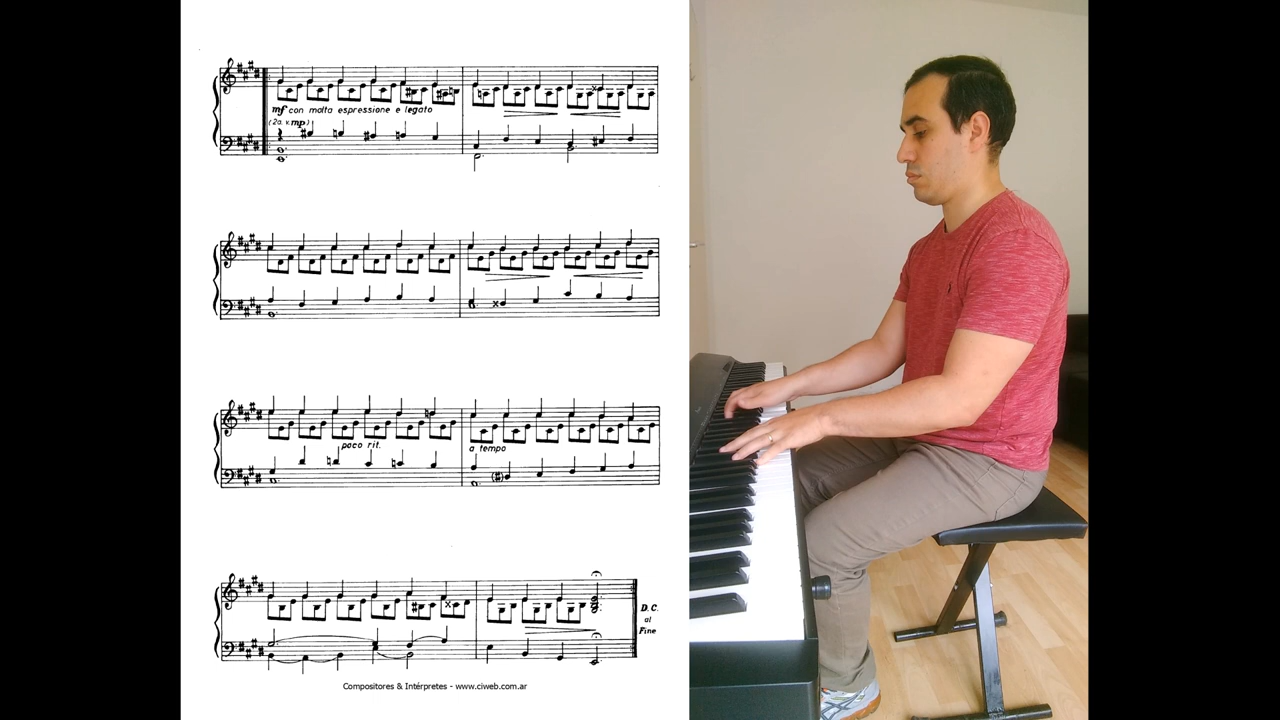 mf con molta espressione e legato
(2a. v. mp)
poco rit.
a tempo
D. C.
al
Fine
Compositores & Intérpretes - www.ciweb.com.ar